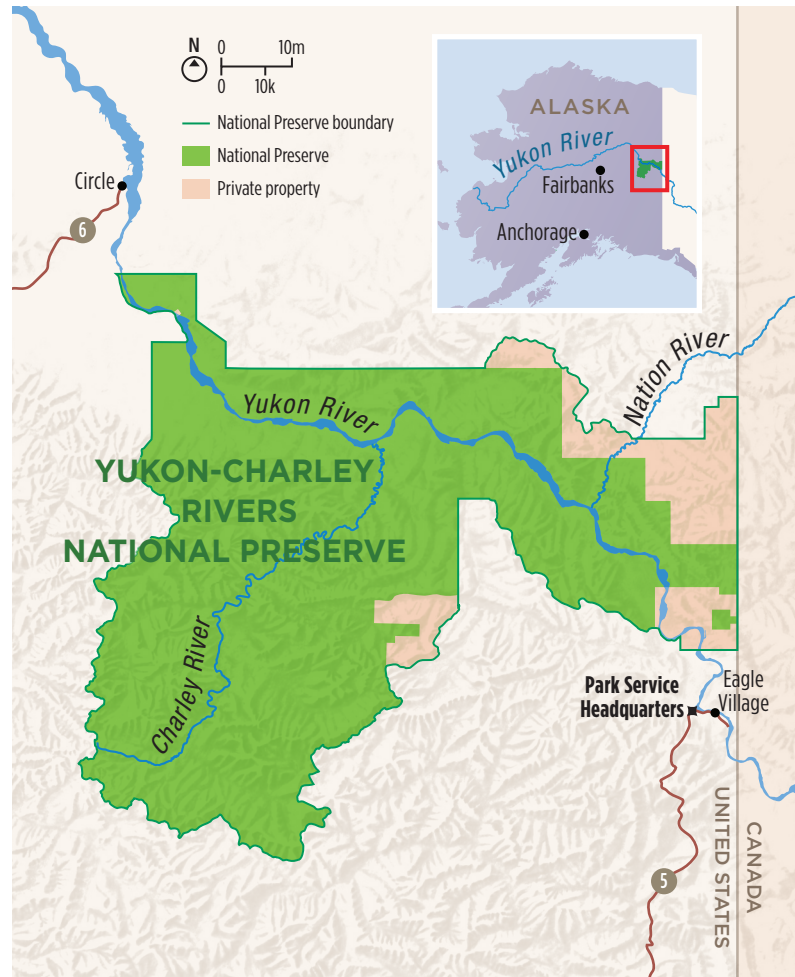 N
0 10m
0 10k
National Preserve boundary
National Preserve
Private property
ALASKA
Yukon River
Fairbanks
Anchorage
Circle
6
Nation River
Yukon River
YUKON-CHARLEY
RIVERS
NATIONAL PRESERVE
Charley River
Park Service
Headquarters
Eagle
Village
5
UNITED STATES
CANADA